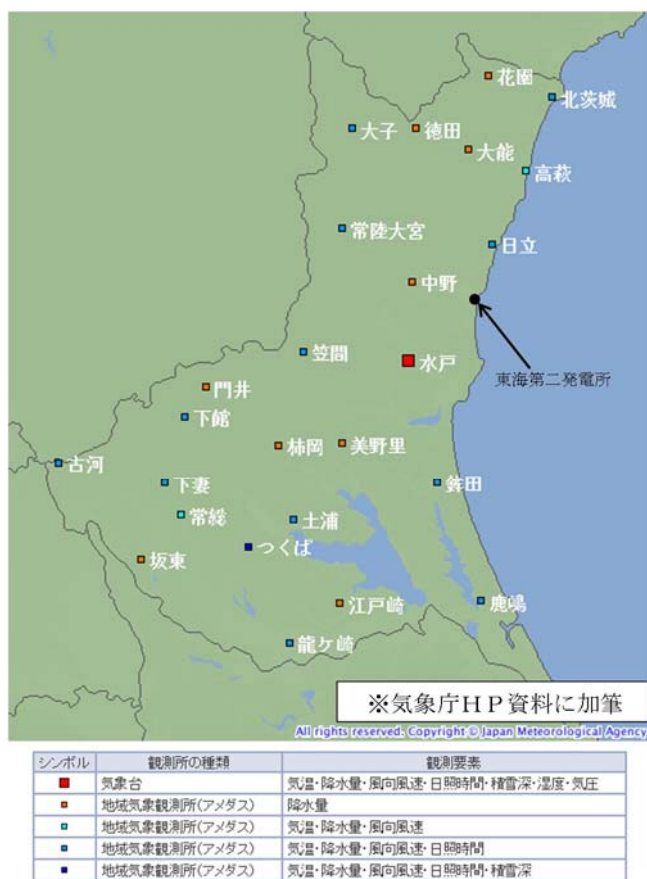 花園
北茨城
大子
徳田
大能
高萩
常陸大宮
日立
中野
笠間
水戸
東海第二発電所
門井
下館
柿岡
美野里
古河
下妻
鉾田
常総
土浦
つくば
坂東
江戸崎
鹿嶋
龍ケ崎
※気象庁HP資料に加筆
All rights reserved. Copyright © Japan Meteorological Agency
シンボル 観測所の種類 観測要素
気象台 気温・降水量・風向風速・日照時間・積雪深・湿度・気圧
地域気象観測所(アメダス) 降水量
地域気象観測所(アメダス) 気温・降水量・風向風速
地域気象観測所(アメダス) 気温・降水量・風向風速・日照時間
地域気象観測所(アメダス) 気温・降水量・風向風速・日照時間・積雪深